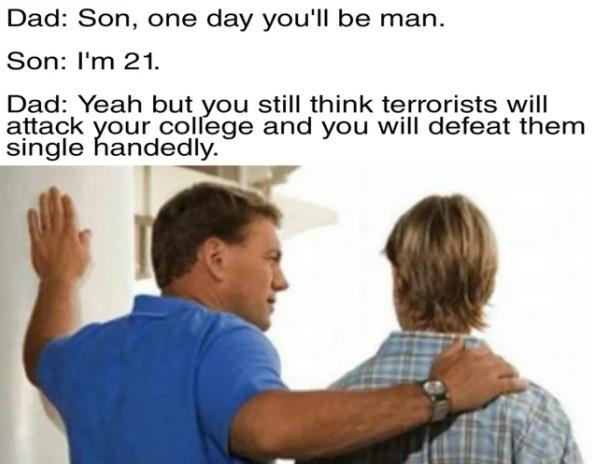 Dad: Son, one day you'll be man.
Son: I'm 21.
Dad: Yeah but you still think terrorists will
attack your college and you will defeat them
single handedly.